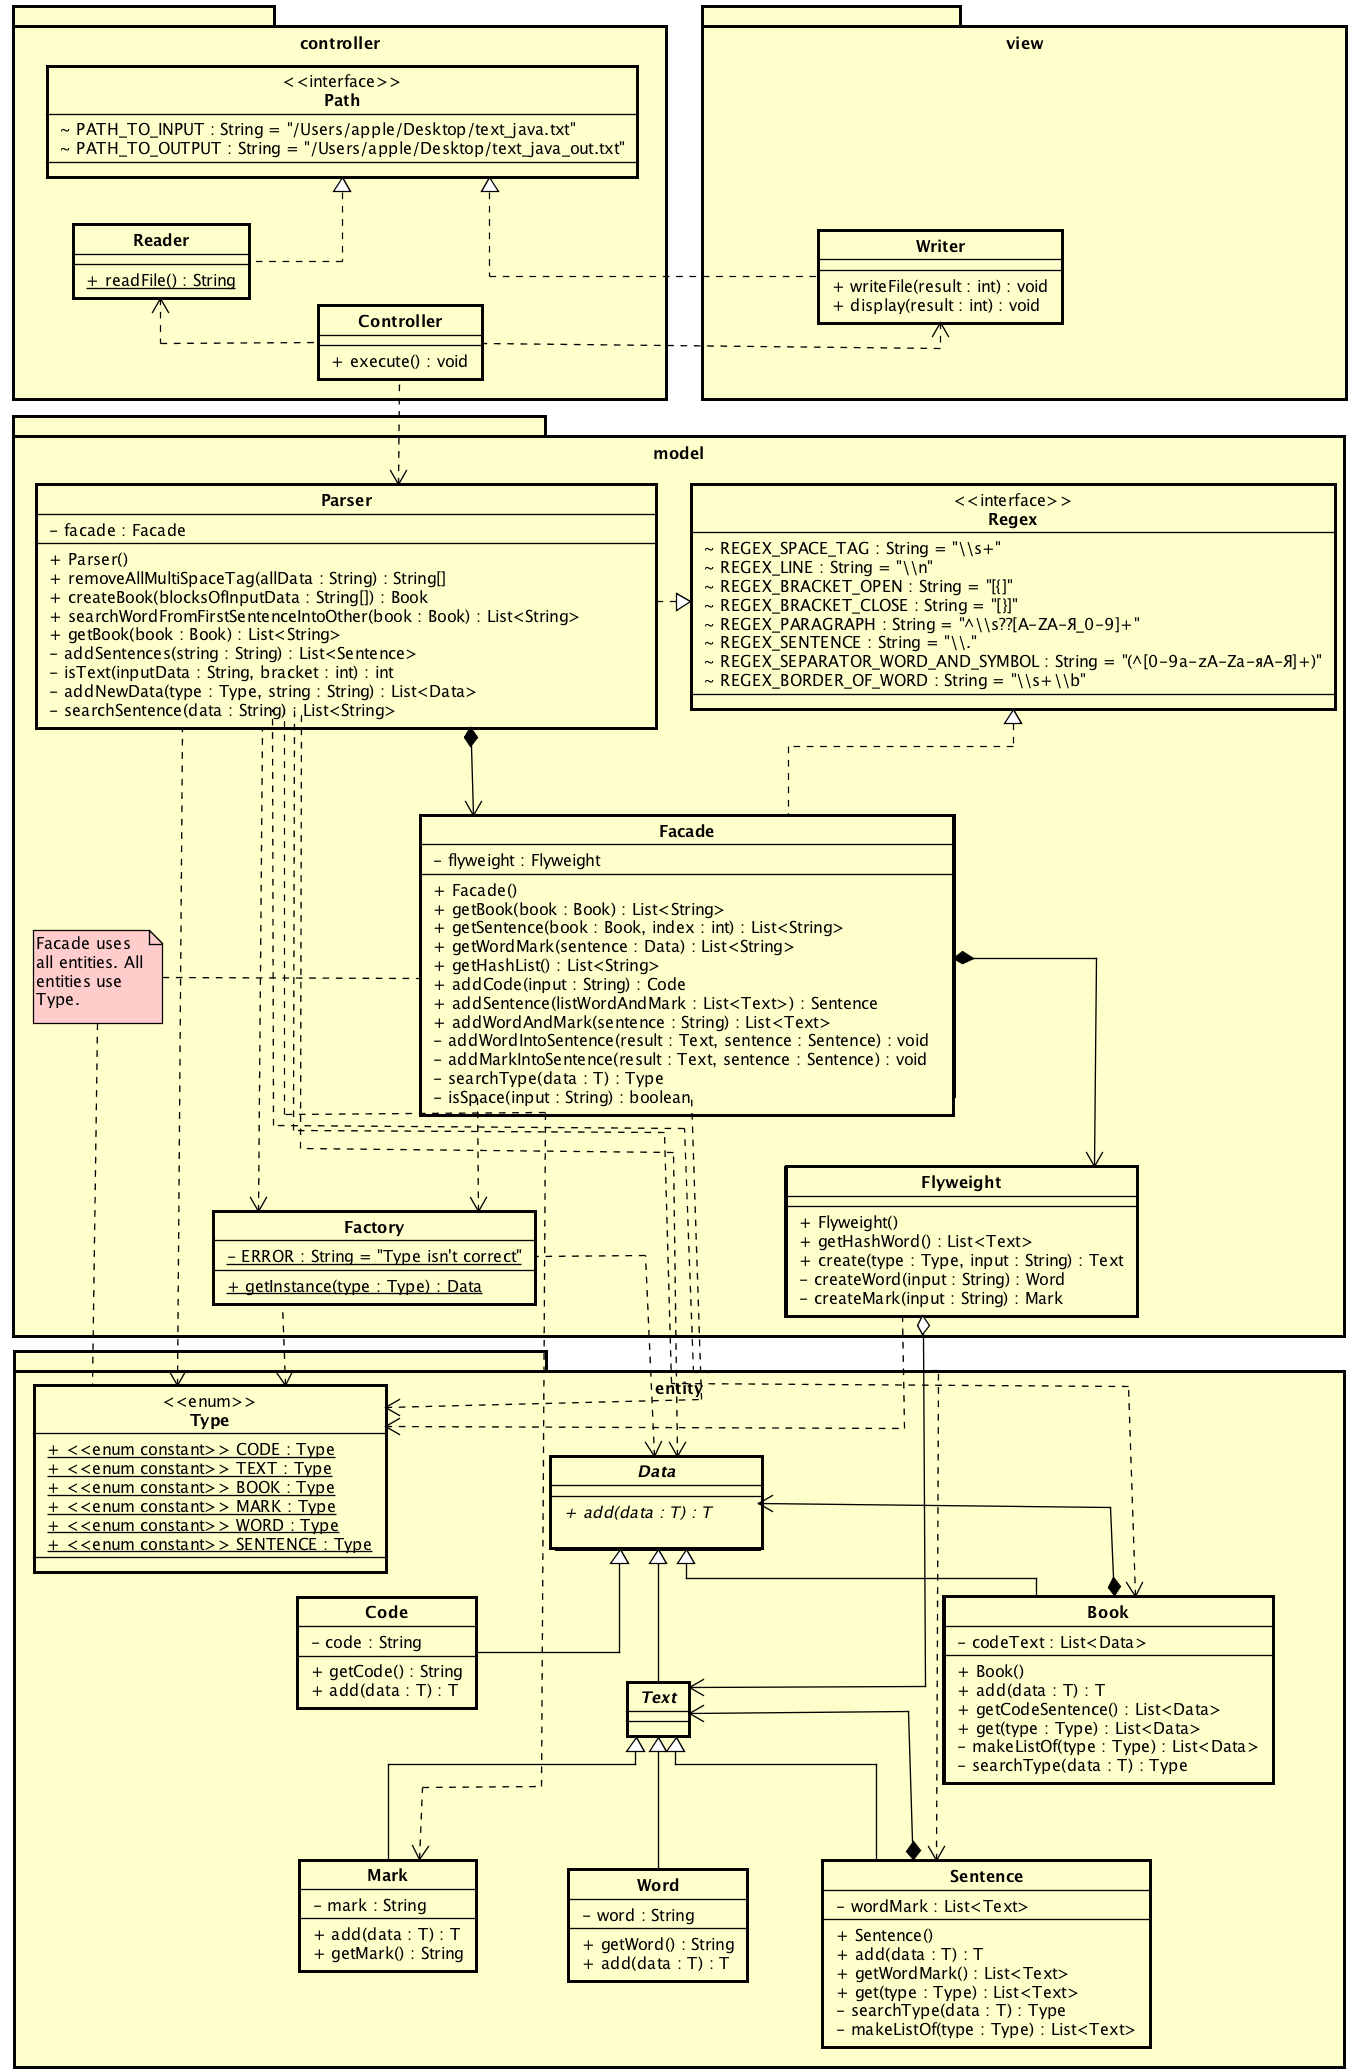 controller
<<interface>>
Path
~ PATH_TO_INPUT : String = "/Users/apple/Desktop/text_java.txt"
~ PATH_TO_OUTPUT : String = "/Users/apple/Desktop/text_java_out.txt"
Reader
+ readFile() : String
Controller
+ execute() : void
view
Writer
+ writeFile(result : int) : void
+ display(result : int) : void
model
Parser
- facade : Facade
+ Parser()
+ removeAllMultiSpaceTag(allData : String) : String[]
+ createBook(blocksOfInputData : String[]) : Book
+ searchWordFromFirstSentenceIntoOther(book : Book) : List<String>
+ getBook(book : Book) : List<String>
- addSentences(string : String) : List<Sentence>
- isText(inputData : String, bracket : int) : int
- addNewData(type : Type, string : String) : List<Data>
- searchSentence(data : String) : List<String>
<<interface>>
Regex
~ REGEX_SPACE_TAG : String = "\\s+"
~ REGEX_LINE : String = "\\n"
~ REGEX_BRACKET_OPEN : String = "[{]"
~ REGEX_BRACKET_CLOSE : String = "[}]"
~ REGEX_PARAGRAPH : String = "^\\s??[A-ZА-Я_0-9]+"
~ REGEX_SENTENCE : String = "\\."
~ REGEX_SEPARATOR_WORD_AND_SYMBOL : String = "(^[0-9a-zA-Zа-яА-Я]+)"
~ REGEX_BORDER_OF_WORD : String = "\\s+\\b"
Facade
- flyweight : Flyweight
+ Facade()
+ getBook(book : Book) : List<String>
+ getSentence(book : Book, index : int) : List<String>
+ getWordMark(sentence : Data) : List<String>
+ getHashList() : List<String>
+ addCode(input : String) : Code
+ addSentence(listWordAndMark : List<Text>) : Sentence
+ addWordAndMark(sentence : String) : List<Text>
- addWordIntoSentence(result : Text, sentence : Sentence) : void
- addMarkIntoSentence(result : Text, sentence : Sentence) : void
- searchType(data : T) : Type
- isSpace(input : String) : boolean
Facade uses
all entities. All
entities use
Type.
Factory
- ERROR : String = "Type isn't correct"
+ getInstance(type : Type) : Data
Flyweight
+ Flyweight()
+ getHashWord() : List<Text>
+ create(type : Type, input : String) : Text
- createWord(input : String) : Word
- createMark(input : String) : Mark
entity
<<enum>>
Type
+ <<enum constant>> CODE : Type
+ <<enum constant>> TEXT : Type
+ <<enum constant>> BOOK : Type
+ <<enum constant>> MARK : Type
+ <<enum constant>> WORD : Type
+ <<enum constant>> SENTENCE : Type
Data
+ add(data : T) : T
Code
- code : String
+ getCode() : String
+ add(data : T) : T
Book
- codeText : List<Data>
+ Book()
+ add(data : T) : T
+ getCodeSentence() : List<Data>
+ get(type : Type) : List<Data>
- makeListOf(type : Type) : List<Data>
- searchType(data : T) : Type
Text
Mark
- mark : String
+ add(data : T) : T
+ getMark() : String
Word
- word : String
+ getWord() : String
+ add(data : T) : T
Sentence
- wordMark : List<Text>
+ Sentence()
+ add(data : T) : T
+ getWordMark() : List<Text>
+ get(type : Type) : List<Text>
- searchType(data : T) : Type
- makeListOf(type : Type) : List<Text>